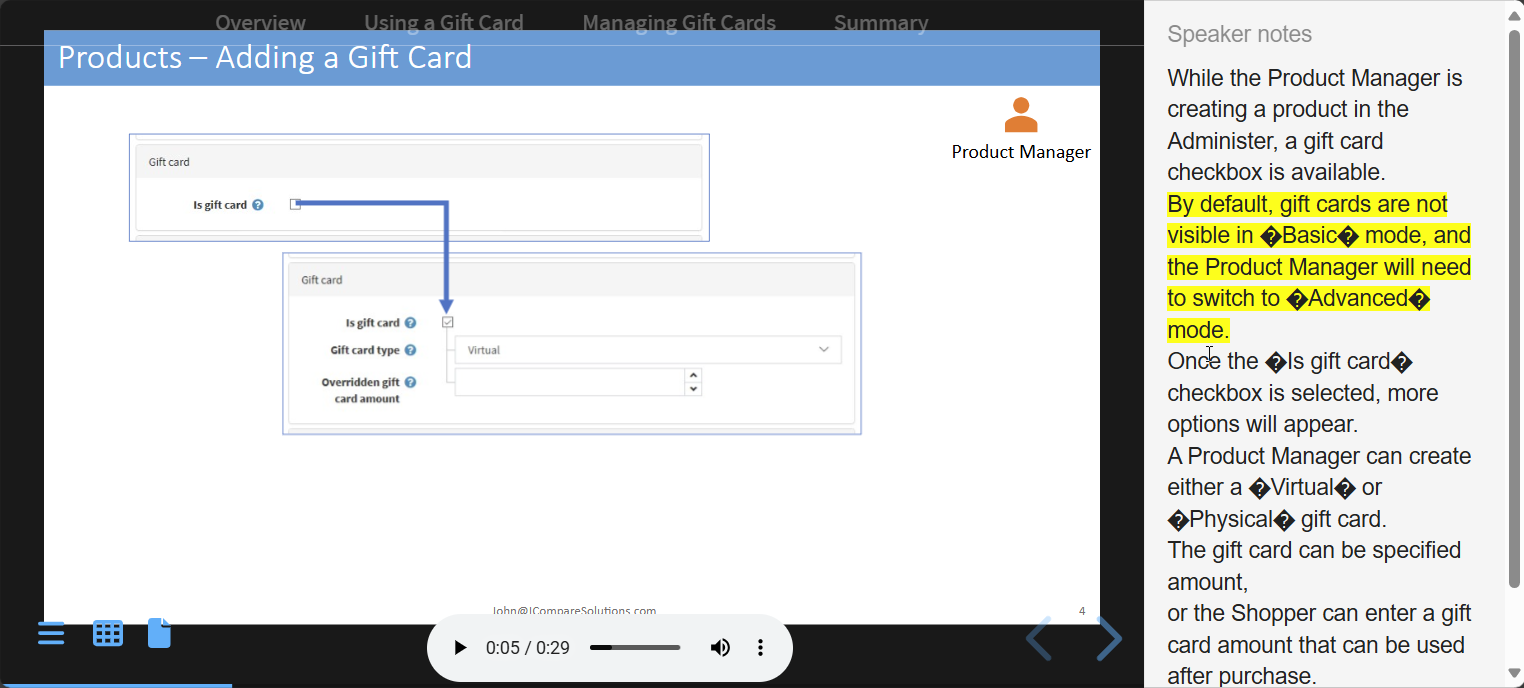 Overview Using a Gift Card Managing Gift Cards Summary
Products – Adding a Gift Card
Product Manager
Gift card
Is gift card ?
Gift card
Is gift card ?
Gift card type ? Virtual
Overridden gift ?
card amount
John@ICompareSolutions.com 4
0:05 / 0:29
Speaker notes
While the Product Manager is
creating a product in the
Administer, a gift card
checkbox is available.
By default, gift cards are not
visible in �Basic� mode, and
the Product Manager will need
to switch to �Advanced�
mode.
Once the �Is gift card�
checkbox is selected, more
options will appear.
A Product Manager can create
either a �Virtual� or
�Physical� gift card.
The gift card can be specified
amount,
or the Shopper can enter a gift
card amount that can be used
after purchase.